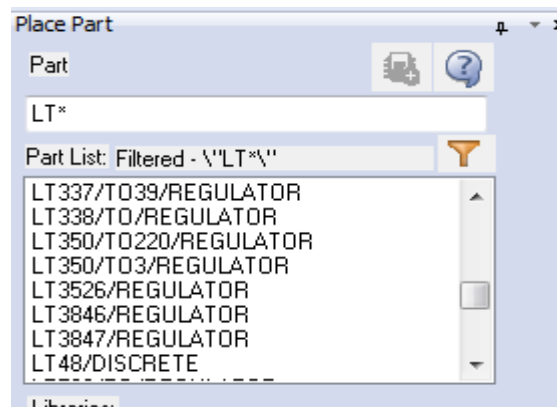 Place Part
Part
LT*
Part List: Filtered - \"LT*\"
LT337/TO39/REGULATOR
LT338/TO/REGULATOR
LT350/TO220/REGULATOR
LT350/TO3/REGULATOR
LT3526/REGULATOR
LT3846/REGULATOR
LT3847/REGULATOR
LT48/DISCRETE